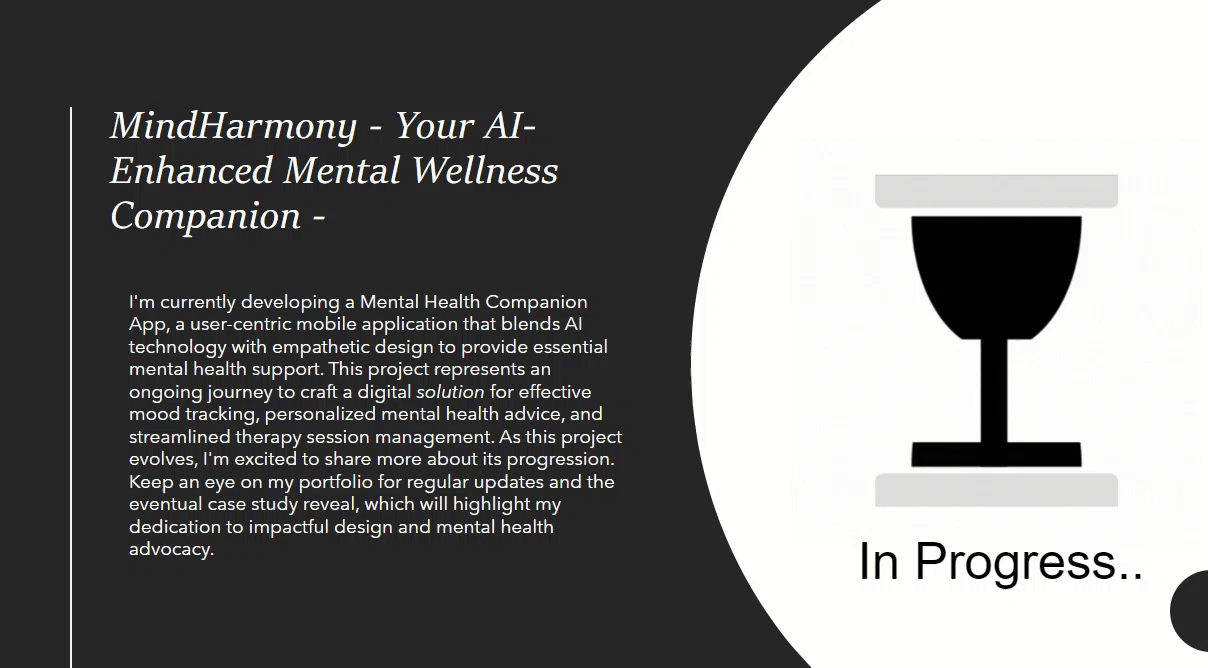 MindHarmony - Your AI-
Enhanced Mental Wellness
Companion -
I'm currently developing a Mental Health Companion
App, a user-centric mobile application that blends AI
technology with empathetic design to provide essential
mental health support. This project represents an
ongoing journey to craft a digital solution for effective
mood tracking, personalized mental health advice, and
streamlined therapy session management. As this project
evolves, I'm excited to share more about its progression.
Keep an eye on my portfolio for regular updates and the
eventual case study reveal, which will highlight my
dedication to impactful design and mental health
advocacy.
In Progress..